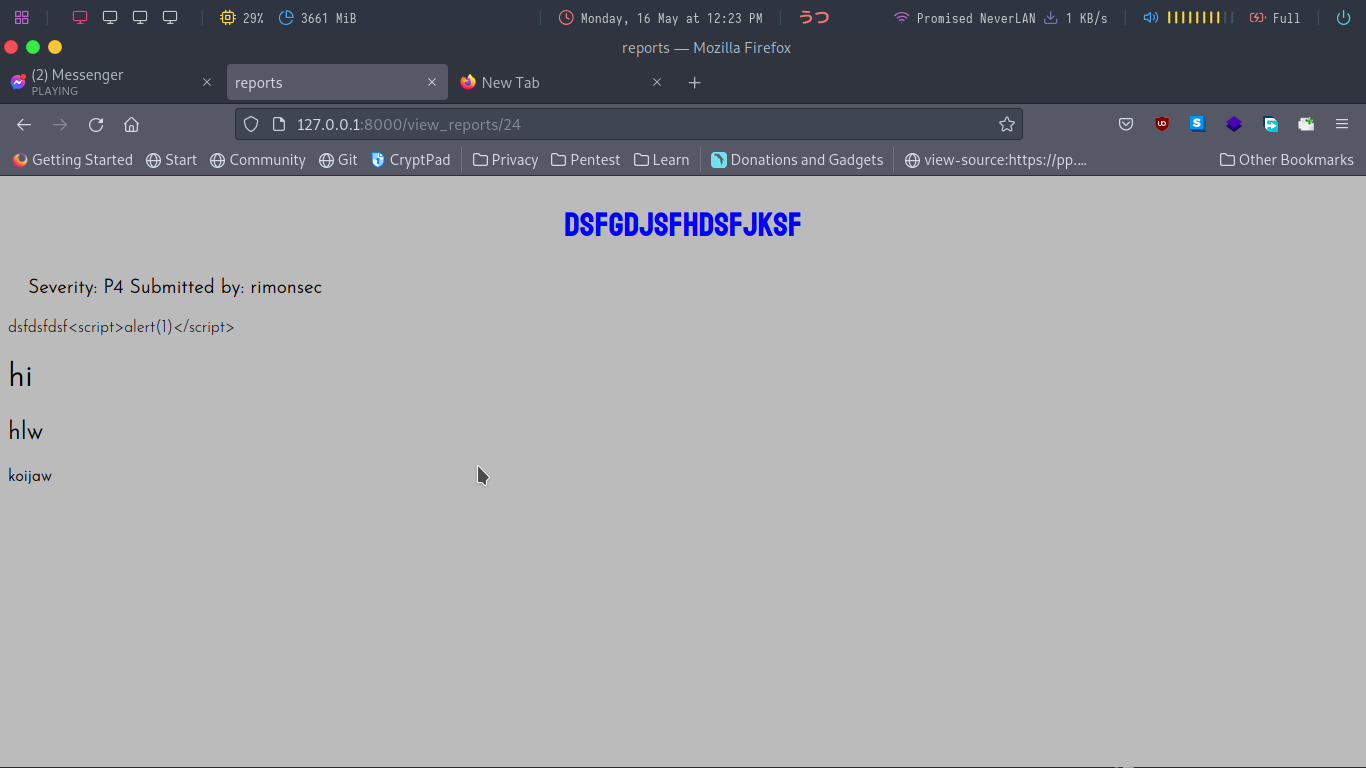 29% 3661 MiB Monday, 16 May at 12:23 PM うつ Promised NeverLAN 1 KB/s Full
reports — Mozilla Firefox
(2) Messenger
PLAYING
reports
New Tab
127.0.0.1:8000/view_reports/24
Getting Started Start Community Git CryptPad Privacy Pentest Learn Donations and Gadgets view-source:https://pp.... Other Bookmarks
DSFGDJSFHDSFJKSF
Severity: P4 Submitted by: rimonsec
dsfdsfdsf<script>alert(1)</script>
hi
hlw
koijaw